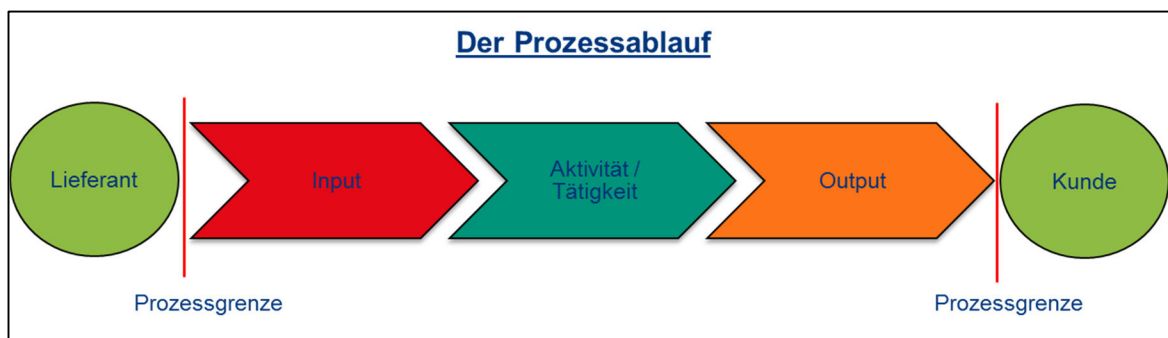 Der Prozessablauf
Lieferant
Input
Aktivität /
Tätigkeit
Output
Kunde
Prozessgrenze
Prozessgrenze